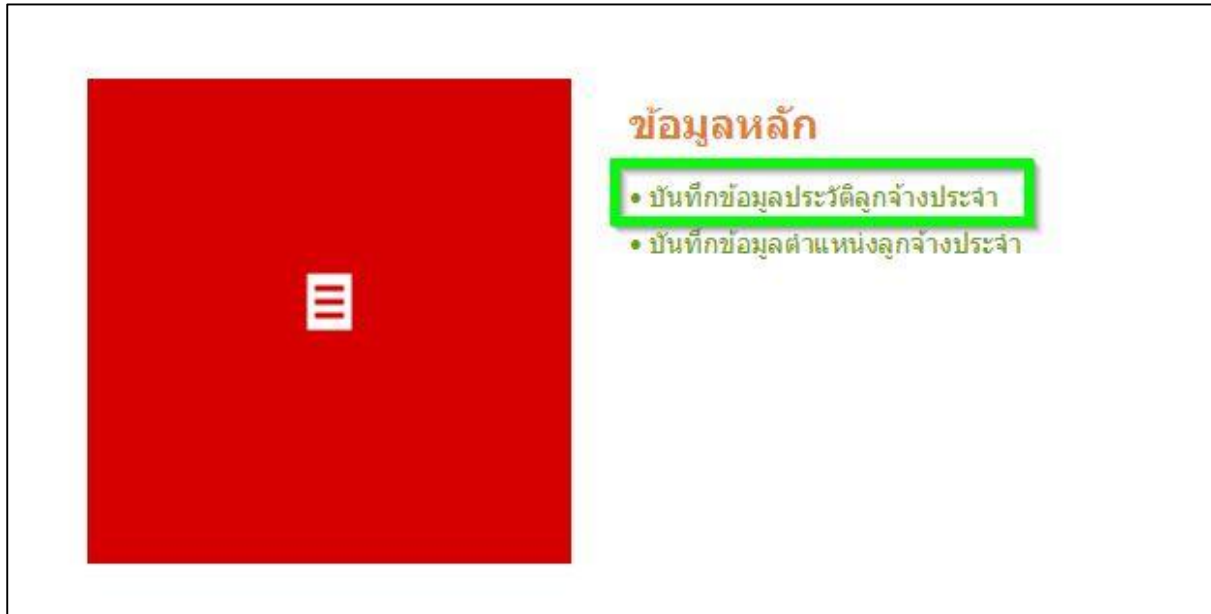 ข้อมูลหลัก
• บันทึกข้อมูลประวัติลูกจ้างประจำ
• บันทึกข้อมูลตำแหน่งลูกจ้างประจำ